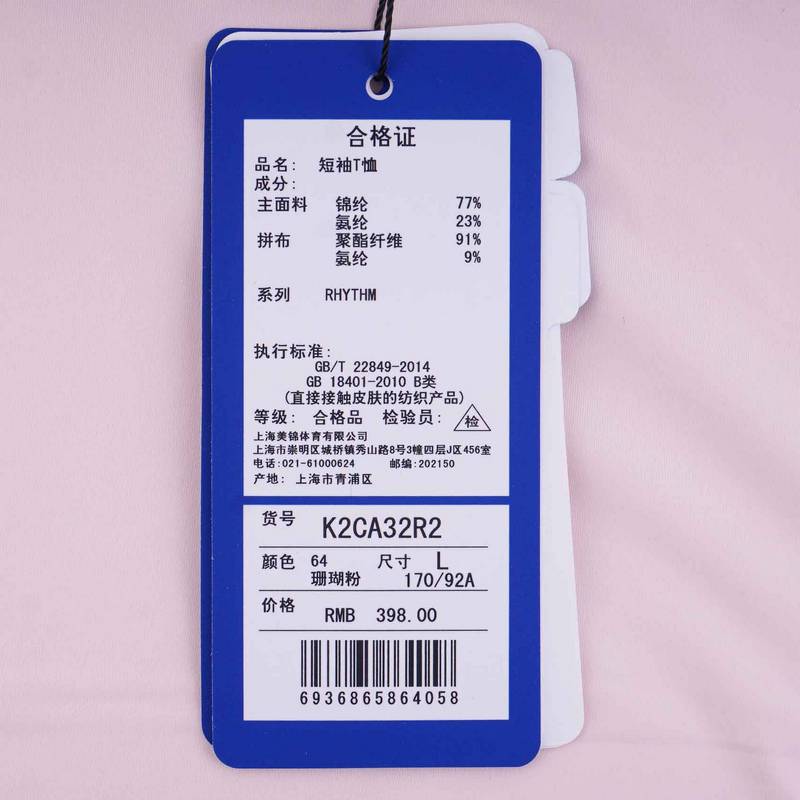 合格证
品名: 短袖T恤
成分:
主面料 锦纶 77%
氨纶 23%
拼布 聚酯纤维 91%
氨纶 9%
系列 RHYTHM
执行标准:
GB/T 22849-2014
GB 18401-2010 B类
(直接接触皮肤的纺织产品)
等级: 合格品 检验员: 检
上海美锦体育有限公司
上海市崇明区城桥镇秀山路8号3幢四层J区456室
电话:021-61000624 邮编:202150
产地: 上海市青浦区
货号 K2CA32R2
颜色 64 尺寸 L
珊瑚粉 170/92A
价格 RMB 398.00
6936865864058